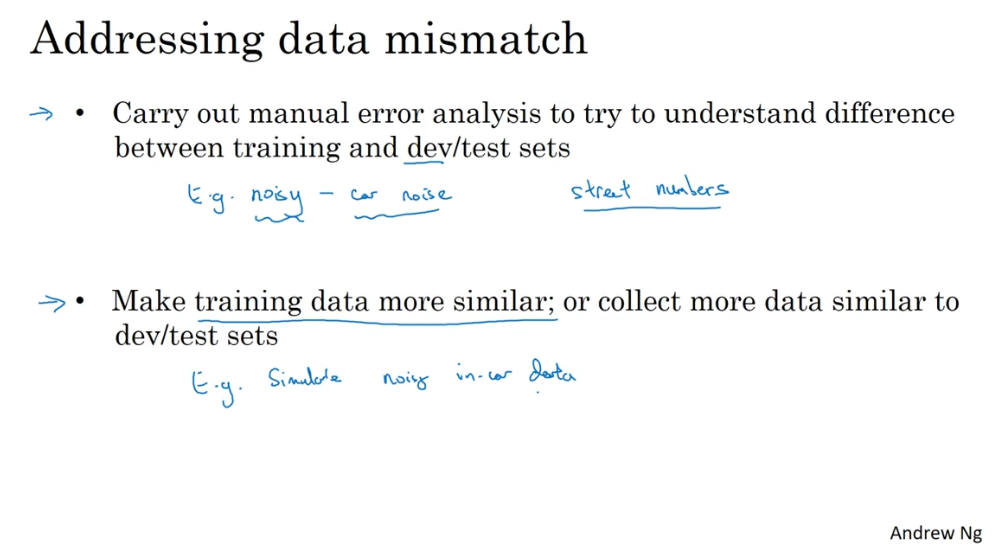 Addressing data mismatch
→ • Carry out manual error analysis to try to understand difference
between training and dev/test sets
E.g. noisy - car noise street numbers
→ • Make training data more similar; or collect more data similar to
dev/test sets
E.g. Simulate noisy in-car data
Andrew Ng